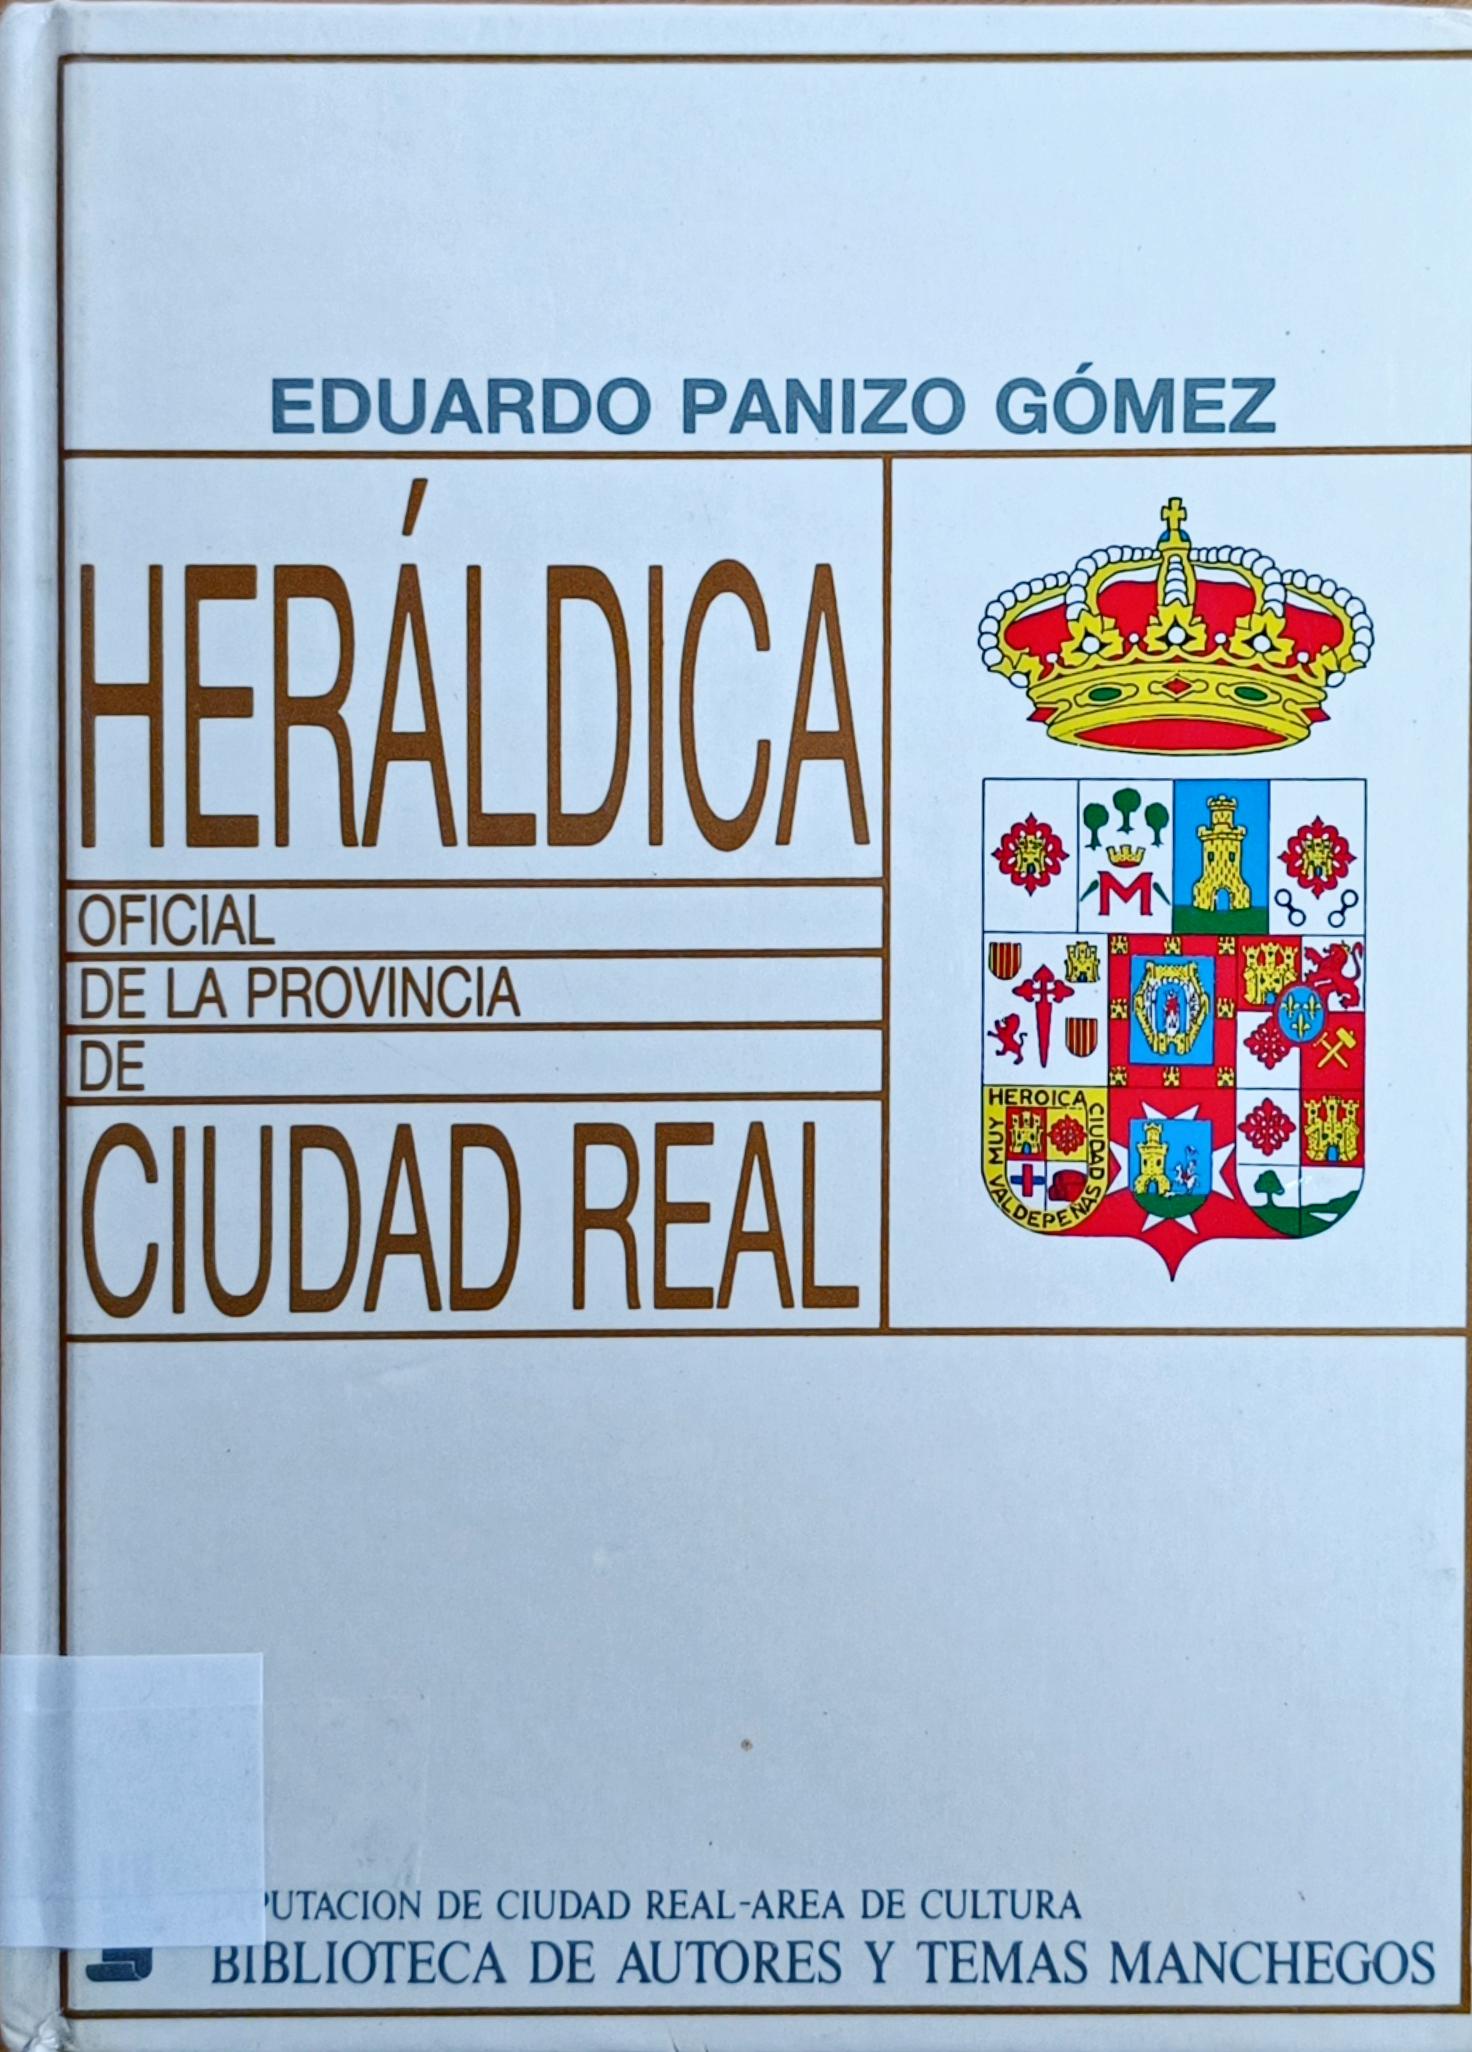 EDUARDO PANIZO GÓMEZ
HERÁLDICA
OFICIAL
DE LA PROVINCIA
DE
CIUDAD REAL
M
HEROICA
CIUDAD
MUY
VALDEPEÑAS
PUTACION DE CIUDAD REAL-AREA DE CULTURA
BIBLIOTECA DE AUTORES Y TEMAS MANCHEGOS